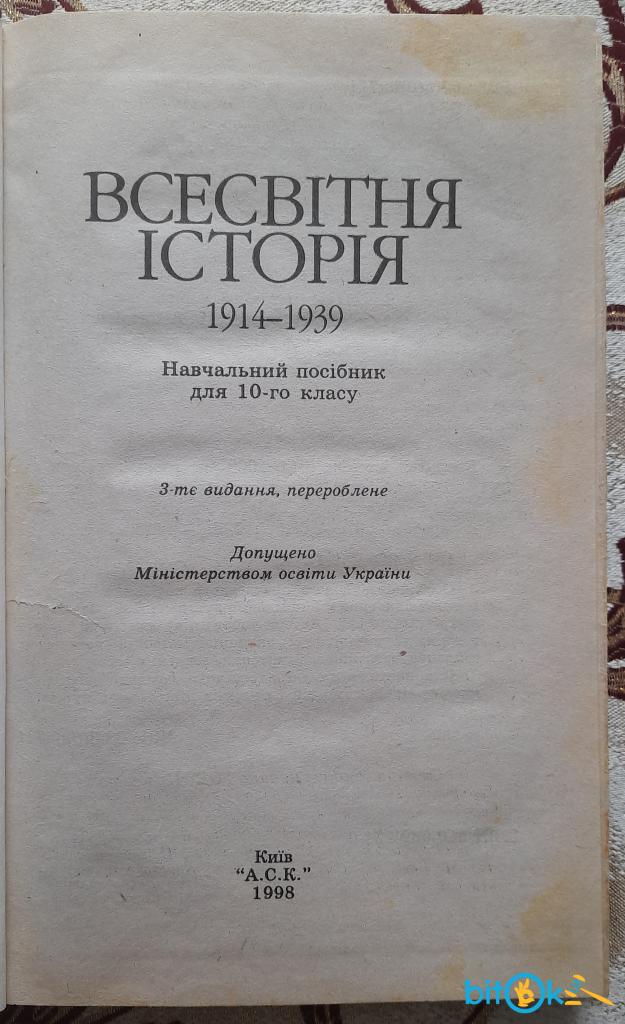 ВСЕСВІТНЯ
ІСТОРІЯ
1914–1939
Навчальний посібник
для 10-го класу
3-тє видання, перероблене
Допущено
Міністерством освіти України
Київ
"А.С.К."
1998
bitOk